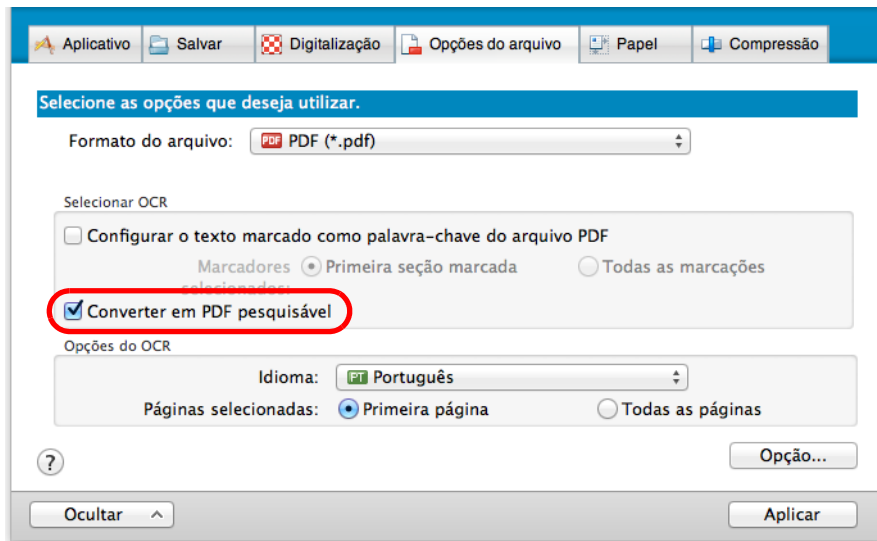 Aplicativo Salvar Digitalização Opções do arquivo Papel Compressão
Selecione as opções que deseja utilizar.
Formato do arquivo: PDF PDF (*.pdf)
Selecionar OCR
Configurar o texto marcado como palavra-chave do arquivo PDF
Marcadores Primeira seção marcada Todas as marcações
selecionados:
Converter em PDF pesquisável
Opções do OCR
Idioma: PT Português
Páginas selecionadas: Primeira página Todas as páginas
? Opção...
Ocultar Aplicar